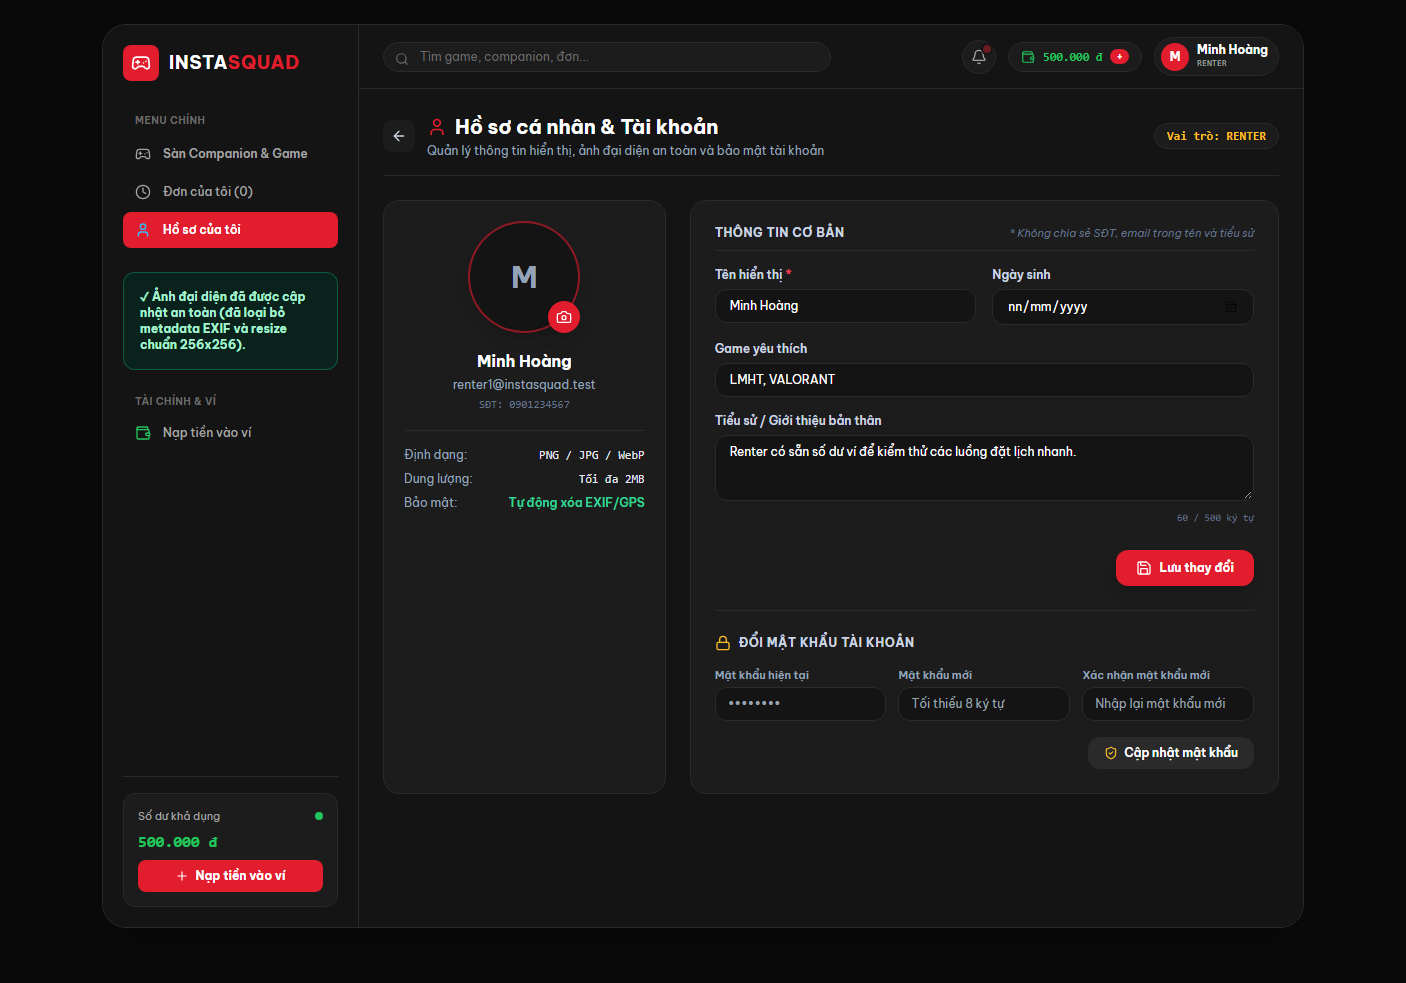 INSTASQUAD
MENU CHÍNH
Sàn Companion & Game
Đơn của tôi (0)
Hồ sơ của tôi
✓ Ảnh đại diện đã được cập
nhật an toàn (đã loại bỏ
metadata EXIF và resize
chuẩn 256x256).
TÀI CHÍNH & VÍ
Nạp tiền vào ví
Số dư khả dụng
500.000 đ
+ Nạp tiền vào ví
Tìm game, companion, đơn...
500.000 đ +
M
Minh Hoàng
RENTER
Hồ sơ cá nhân & Tài khoản
Quản lý thông tin hiển thị, ảnh đại diện an toàn và bảo mật tài khoản
Vai trò: RENTER
M
Minh Hoàng
renter1@instasquad.test
SĐT: 0901234567
Định dạng: PNG / JPG / WebP
Dung lượng: Tối đa 2MB
Bảo mật: Tự động xóa EXIF/GPS
THÔNG TIN CƠ BẢN
* Không chia sẻ SĐT, email trong tên và tiểu sử
Tên hiển thị *
Minh Hoàng
Ngày sinh
nn/mm/yyyy
Game yêu thích
LMHT, VALORANT
Tiểu sử / Giới thiệu bản thân
Renter có sẵn số dư ví để kiểm thử các luồng đặt lịch nhanh.
60 / 500 ký tự
Lưu thay đổi
ĐỔI MẬT KHẨU TÀI KHOẢN
Mật khẩu hiện tại
••••••••
Mật khẩu mới
Tối thiểu 8 ký tự
Xác nhận mật khẩu mới
Nhập lại mật khẩu mới
Cập nhật mật khẩu